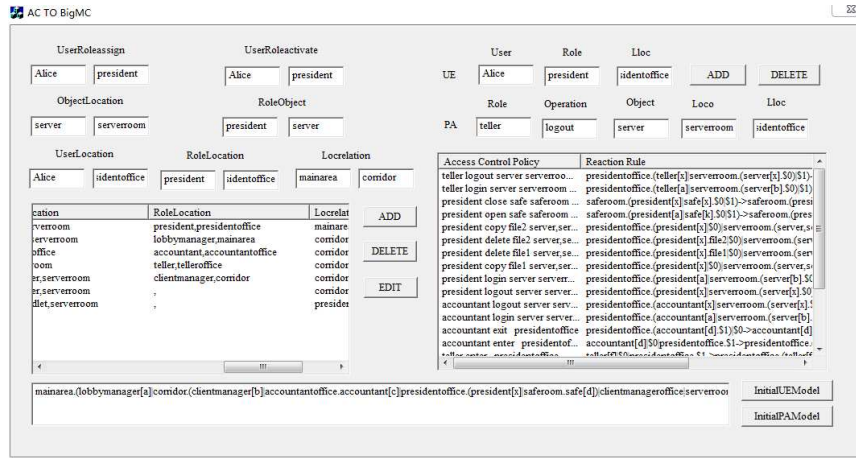 AC TO BigMC
UserRoleassign UserRoleactivate User Role Lloc
Alice president Alice president UE Alice president sidentoffice ADD DELETE
ObjectLocation RoleObject Role Operation Object Loco Lloc
server serverroom president server PA teller logout server serverroom sidentoffice
UserLocation RoleLocation Locrelation
Alice sidentoffice president sidentoffice mainarea corridor
Access Control Policy Reaction Rule
teller logout server serverroo... presidentoffice.(teller[x]|serverroom.(server[x].$0)|$1)-
teller login server serverroom ... presidentoffice.(teller[a]|serverroom.(server[b].$0)|$1)
president close safe saferoom ... saferoom.(president[x]|safe[x].$0|$1)->saferoom.(presi
president open safe saferoom ... saferoom.(president[a]|safe[k].$0|$1)->saferoom.(pres
president copy file2 server,ser... presidentoffice.(president[x]|$0)|serverroom.(server,s
president delete file2 server,se... presidentoffice.(president[x].file2|$0)|serverroom.(ser
president delete file1 server,se... presidentoffice.(president[x].file1|$0)|serverroom.(ser
president copy file1 server,ser... presidentoffice.(president[x]|$0)|serverroom.(server,s
president login server serverr... presidentoffice.(president[a]|serverroom.(server[b].$0
president logout server server... presidentoffice.(president[x]|serverroom.(server[x].$0
accountant logout server serv... presidentoffice.(accountant[x]|serverroom.(server[x].
accountant login server server... presidentoffice.(accountant[a]|serverroom.(server[b].
accountant exit presidentoffice presidentoffice.(accountant[d].$1)|$0->accountant[d]
accountant enter presidentof... accountant[d]|$0|presidentoffice.$1->presidentoffice.
teller enter presidentoffice
cation RoleLocation Locrelat
rverroom president,presidentoffice mainarea
serverroom lobbymanager,mainarea corridor
office accountant,accountantoffice corridor
room teller,telleroffice corridor
er,serverroom clientmanager,corridor corridor
er,serverroom , corridor
dlet,serverroom , presider
ADD
DELETE
EDIT
mainarea.(lobbymanager[a]|corridor.(clientmanager[b]|accountantoffice.accountant[c]|presidentoffice.(president[x]|saferoom.safe[d])|clientmanageroffice|serverroom
InitialUEModel
InitialPAModel